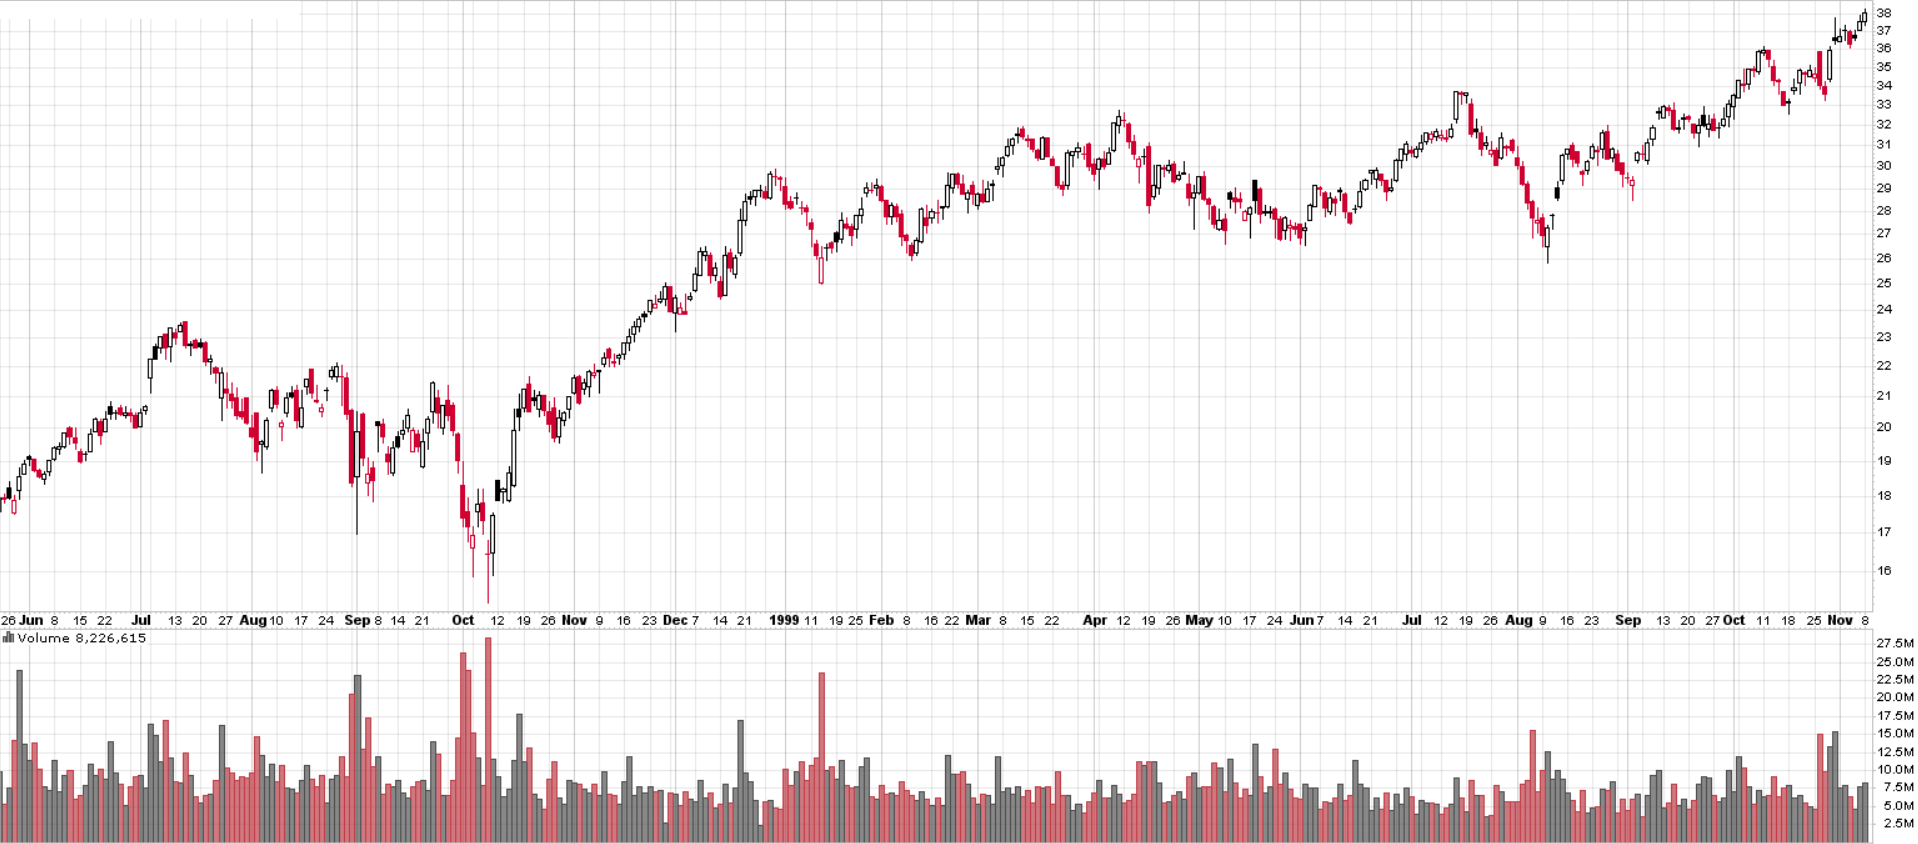 38
37
36
35
34
33
32
31
30
29
28
27
26
25
24
23
22
21
20
19
18
17
16
26 Jun 8 15 22 Jul 13 20 27 Aug 10 17 24 Sep 8 14 21 Oct 12 19 26 Nov 9 16 23 Dec 7 14 21 1999 11 19 25 Feb 8 16 22 Mar 8 15 22 Apr 12 19 26 May 10 17 24 Jun 7 14 21 Jul 12 19 26 Aug 9 16 23 Sep 13 20 27 Oct 11 18 25 Nov 8
Volume 8,226,615
27.5M
25.0M
22.5M
20.0M
17.5M
15.0M
12.5M
10.0M
7.5M
5.0M
2.5M